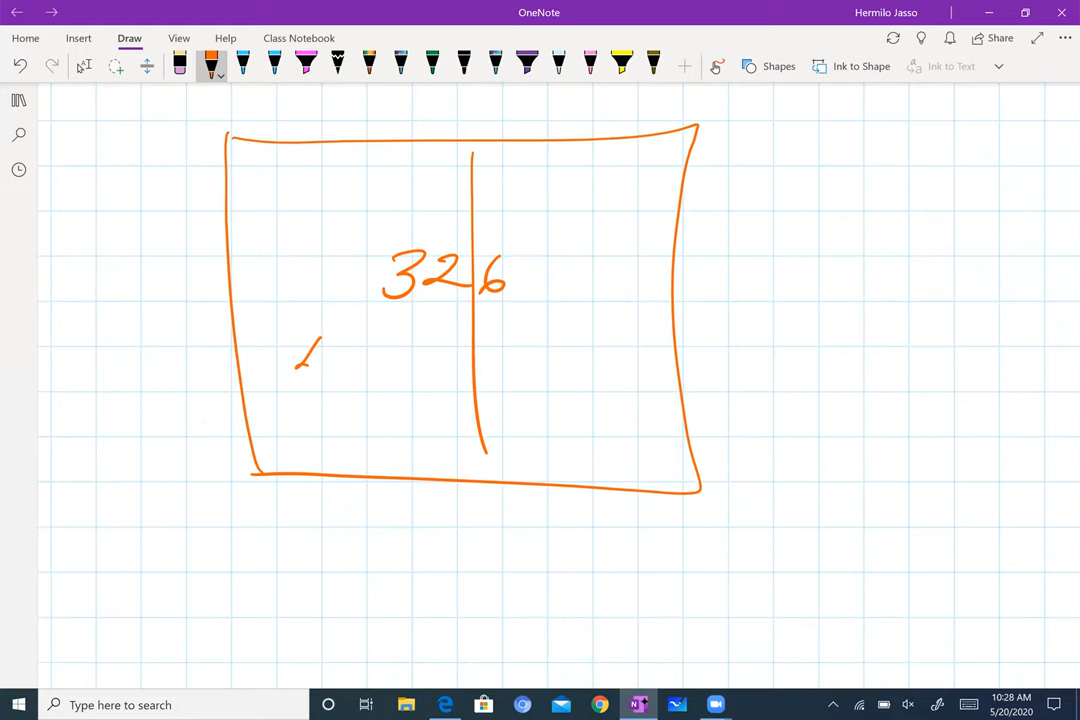 OneNote
Hermilo Jasso
Home Insert Draw View Help Class Notebook
Share
Shapes Ink to Shape Ink to Text
326
Type here to search
10:28 AM
5/20/2020